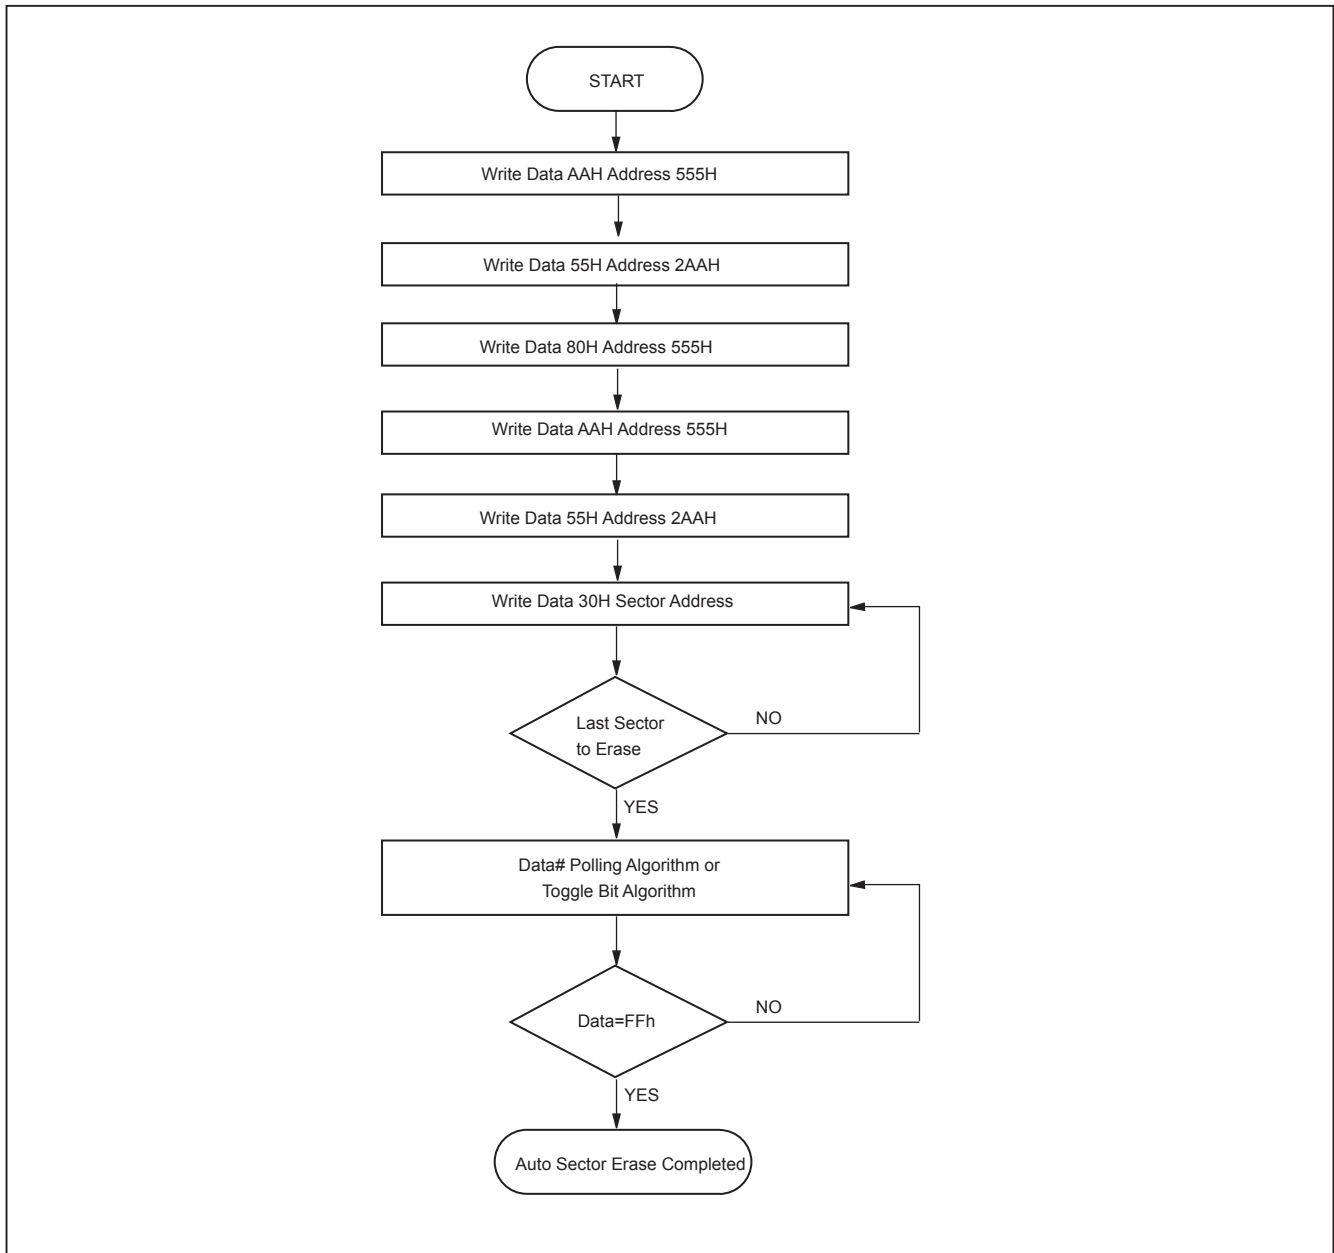 START
Write Data AAH Address 555H
Write Data 55H Address 2AAH
Write Data 80H Address 555H
Write Data AAH Address 555H
Write Data 55H Address 2AAH
Write Data 30H Sector Address
Last Sector
to Erase
NO
YES
Data# Polling Algorithm or
Toggle Bit Algorithm
Data=FFh
NO
YES
Auto Sector Erase Completed